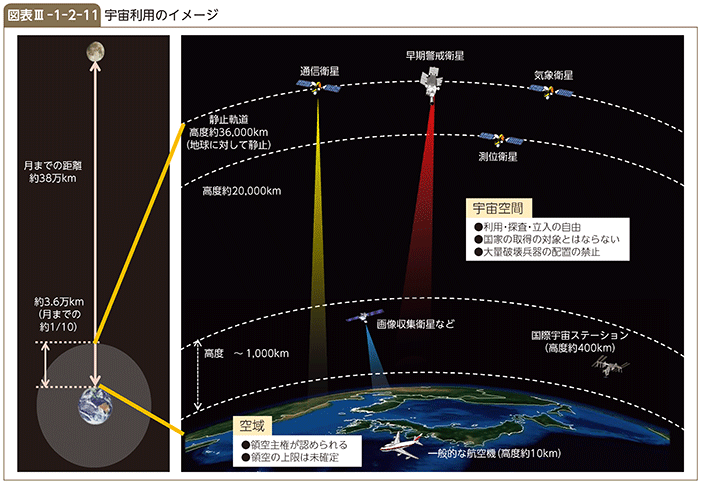 図表Ⅲ-1-2-11 宇宙利用のイメージ
月までの距離
約38万km
約3.6万km
(月までの
約1/10)
通信衛星
早期警戒衛星
気象衛星
静止軌道
高度約36,000km
(地球に対して静止)
測位衛星
高度約20,000km
宇宙空間
●利用・探査・立入の自由
●国家の取得の対象とはならない
●大量破壊兵器の配置の禁止
画像収集衛星など
国際宇宙ステーション
(高度約400km)
高度 ~1,000km
空域
●領空主権が認められる
●領空の上限は未確定
一般的な航空機(高度約10km)